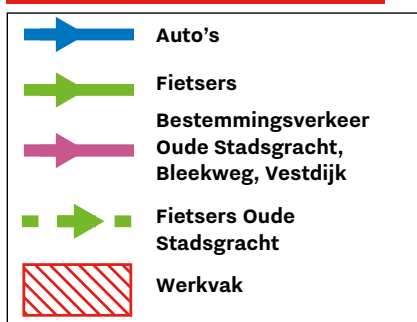 Auto's
Fietsers
Bestemmingsverkeer
Oude Stadsgracht,
Bleekweg, Vestdijk
Fietsers Oude
Stadsgracht
Werkvak